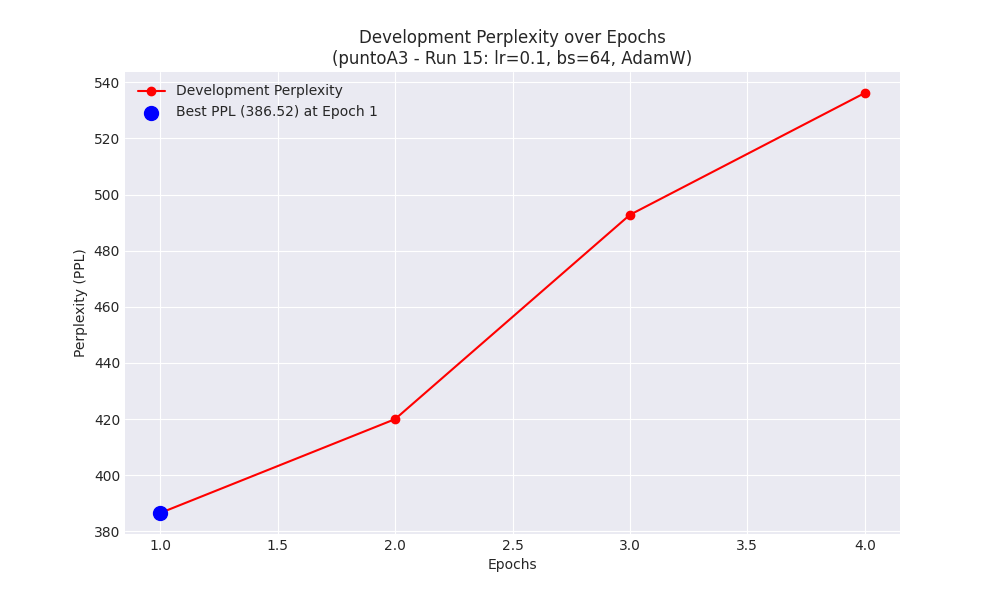 Development Perplexity over Epochs
(puntoA3 - Run 15: lr=0.1, bs=64, AdamW)
Development Perplexity
Best PPL (386.52) at Epoch 1
Perplexity (PPL)
540
520
500
480
460
440
420
400
380
1.0 1.5 2.0 2.5 3.0 3.5 4.0
Epochs